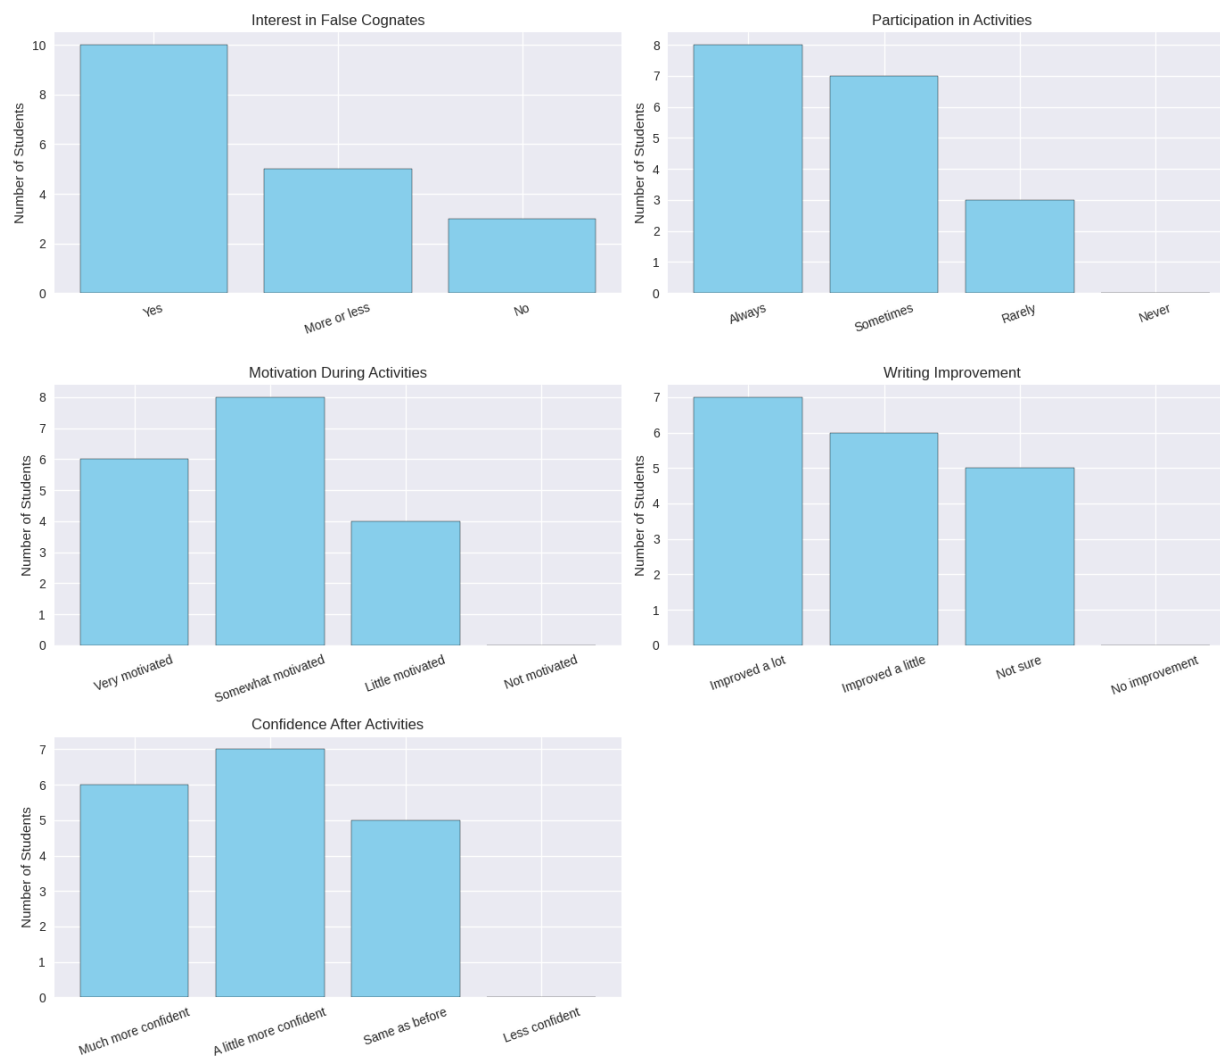 Interest in False Cognates
Number of Students
10
8
6
4
2
0
Yes
More or less
No
Participation in Activities
Number of Students
8
7
6
5
4
3
2
1
0
Always
Sometimes
Rarely
Never
Motivation During Activities
Number of Students
8
7
6
5
4
3
2
1
0
Very motivated
Somewhat motivated
Little motivated
Not motivated
Writing Improvement
Number of Students
7
6
5
4
3
2
1
0
Improved a lot
Improved a little
Not sure
No improvement
Confidence After Activities
Number of Students
7
6
5
4
3
2
1
0
Much more confident
A little more confident
Same as before
Less confident